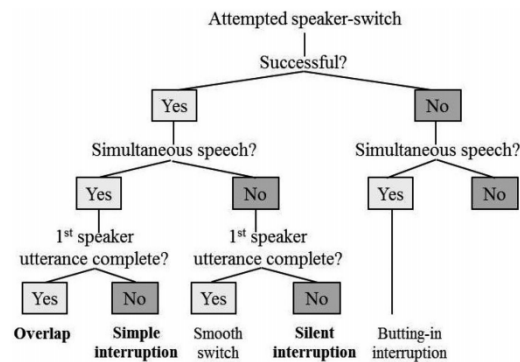 Attempted speaker-switch
Successful?
Yes No
Simultaneous speech? Simultaneous speech?
Yes No Yes No
1st speaker 1st speaker
utterance complete? utterance complete?
Yes No Yes No
Overlap Simple Smooth Silent Butting-in
interruption switch interruption interruption